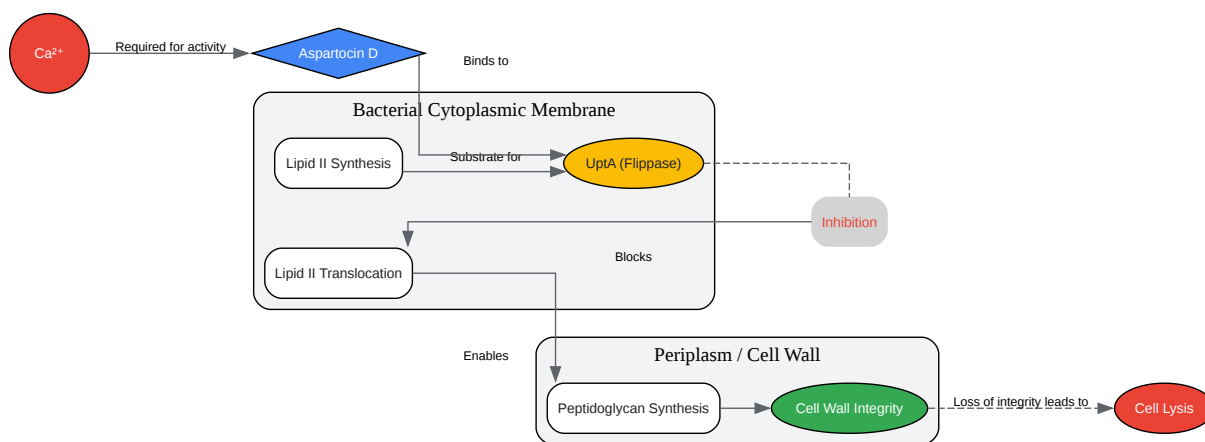 Ca²⁺
Required for activity
Aspartocin D
Binds to
Bacterial Cytoplasmic Membrane
Lipid II Synthesis
Substrate for
UptA (Flippase)
Inhibition
Blocks
Lipid II Translocation
Enables
Periplasm / Cell Wall
Peptidoglycan Synthesis
Cell Wall Integrity
Loss of integrity leads to
Cell Lysis